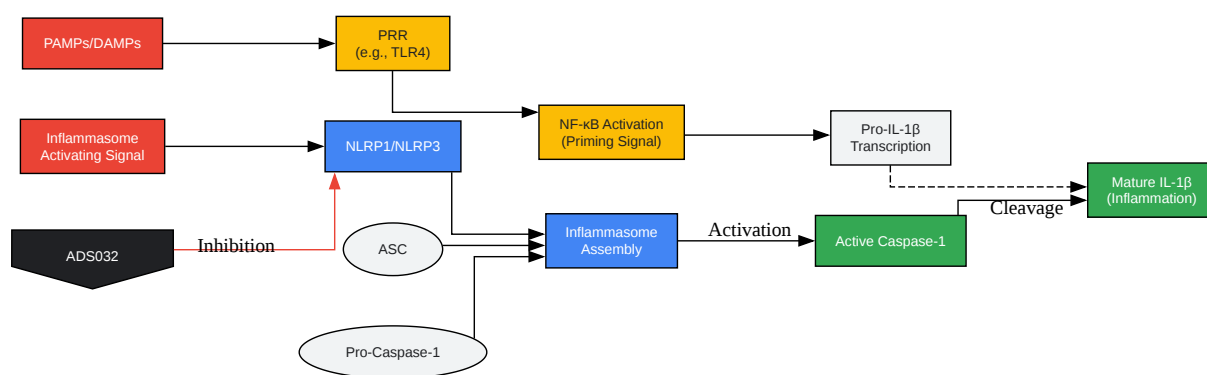 PAMPs/DAMPs
PRR
(e.g., TLR4)
Inflammasome
Activating Signal
NLRP1/NLRP3
NF-κB Activation
(Priming Signal)
Pro-IL-1β
Transcription
Mature IL-1β
(Inflammation)
Cleavage
ADS032
Inhibition
ASC
Inflammasome
Assembly
Activation
Active Caspase-1
Pro-Caspase-1